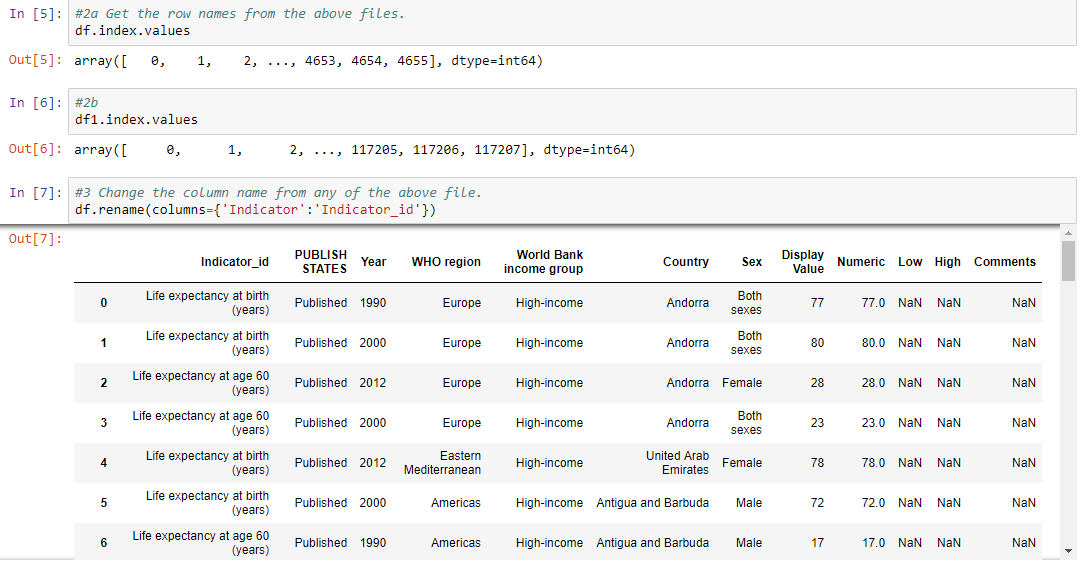 In [5]: #2a Get the row names from the above files.
df.index.values
Out[5]: array([   0,    1,    2, ..., 4653, 4654, 4655], dtype=int64)
In [6]: #2b
df1.index.values
Out[6]: array([     0,      1,      2, ..., 117205, 117206, 117207], dtype=int64)
In [7]: #3 Change the column name from any of the above file.
df.rename(columns={'Indicator':'Indicator_id'})
Out[7]:
Indicator_id PUBLISH STATES Year WHO region World Bank income group Country Sex Display Value Numeric Low High Comments
0 Life expectancy at birth (years) Published 1990 Europe High-income Andorra Both sexes 77 77.0 NaN NaN NaN
1 Life expectancy at birth (years) Published 2000 Europe High-income Andorra Both sexes 80 80.0 NaN NaN NaN
2 Life expectancy at age 60 (years) Published 2012 Europe High-income Andorra Female 28 28.0 NaN NaN NaN
3 Life expectancy at age 60 (years) Published 2000 Europe High-income Andorra Both sexes 23 23.0 NaN NaN NaN
4 Life expectancy at birth (years) Published 2012 Eastern Mediterranean High-income United Arab Emirates Female 78 78.0 NaN NaN NaN
5 Life expectancy at birth (years) Published 2000 Americas High-income Antigua and Barbuda Male 72 72.0 NaN NaN NaN
6 Life expectancy at age 60 (years) Published 1990 Americas High-income Antigua and Barbuda Male 17 17.0 NaN NaN NaN